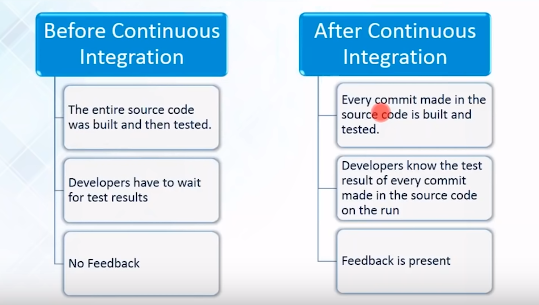 Before Continuous
Integration
The entire source code
was built and then tested.
Developers have to wait
for test results
No Feedback
After Continuous
Integration
Every commit made in the
source code is built and
tested.
Developers know the test
result of every commit
made in the source code
on the run
Feedback is present